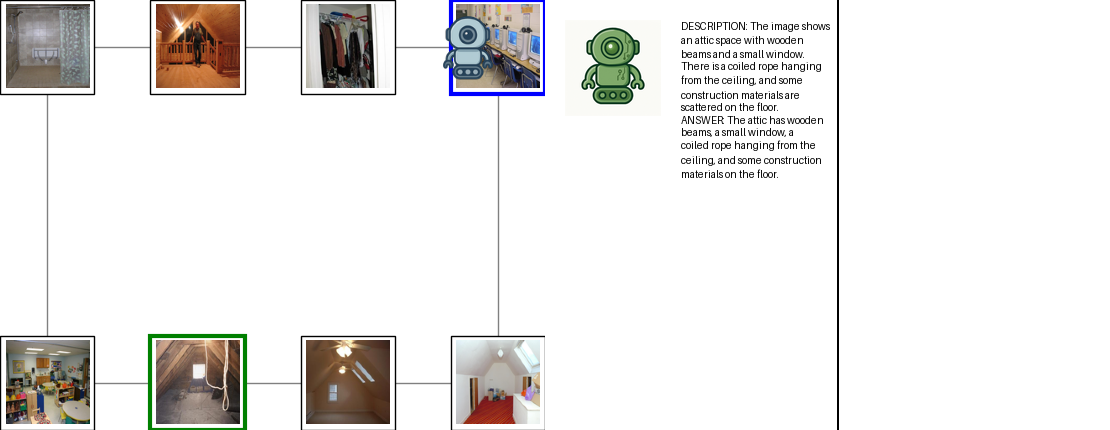 DESCRIPTION: The image shows
an attic space with wooden
beams and a small window.
There is a coiled rope hanging
from the ceiling, and some
construction materials are
scattered on the floor.
ANSWER: The attic has wooden
beams, a small window, a
coiled rope hanging from the
ceiling, and some construction
materials on the floor.